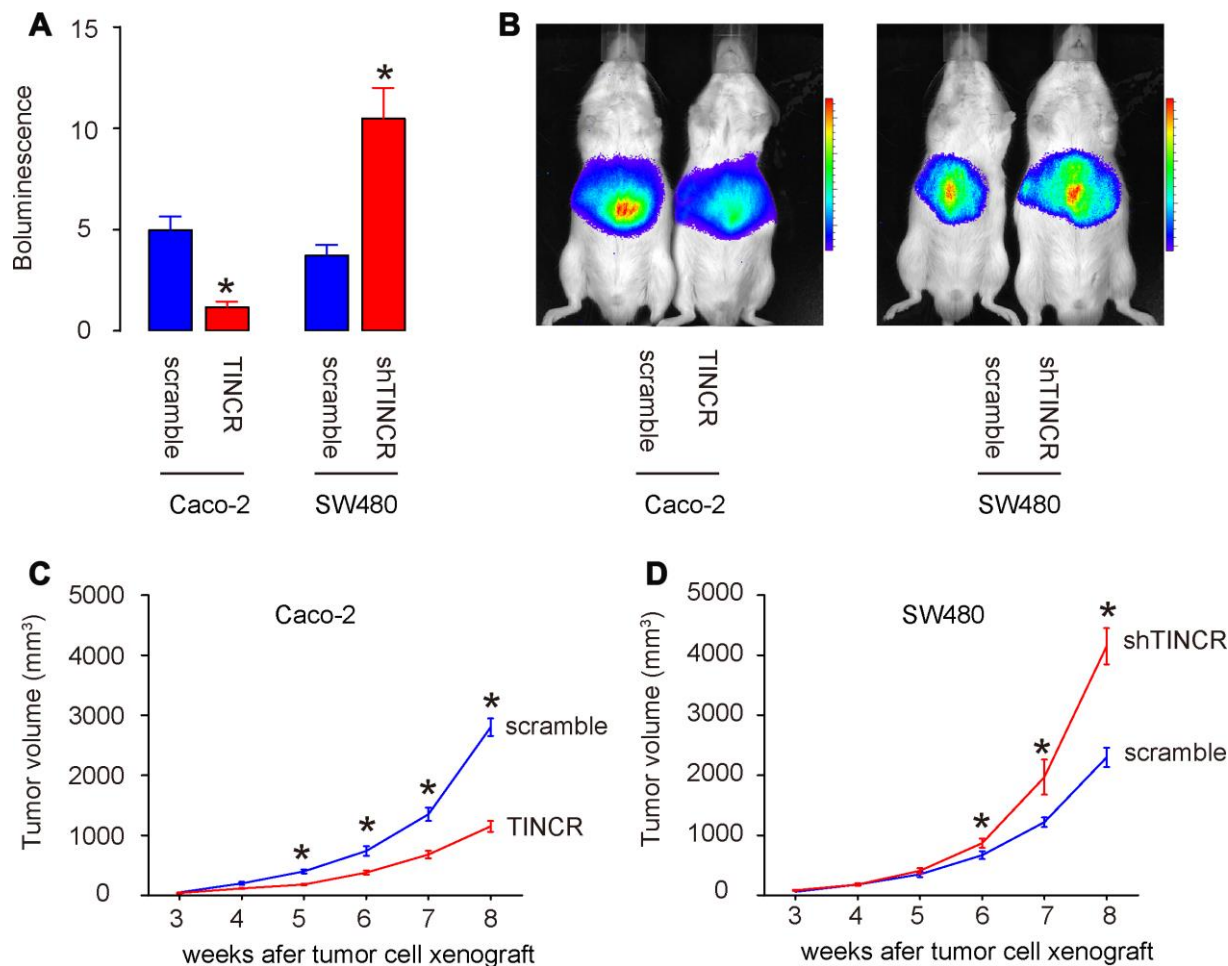 A
15
10
5
0
Boluminescence
*
*
scramble
TINCR
scramble
shTINCR
Caco-2
SW480
B
scramble
TINCR
scramble
shTINCR
Caco-2
SW480
C
5000
4000
3000
2000
1000
0
Tumor volume (mm³)
Caco-2
* * * *
scramble
TINCR
3 4 5 6 7 8
weeks afer tumor cell xenograft
D
5000
4000
3000
2000
1000
0
Tumor volume (mm³)
SW480
* * *
shTINCR
scramble
3 4 5 6 7 8
weeks afer tumor cell xenograft